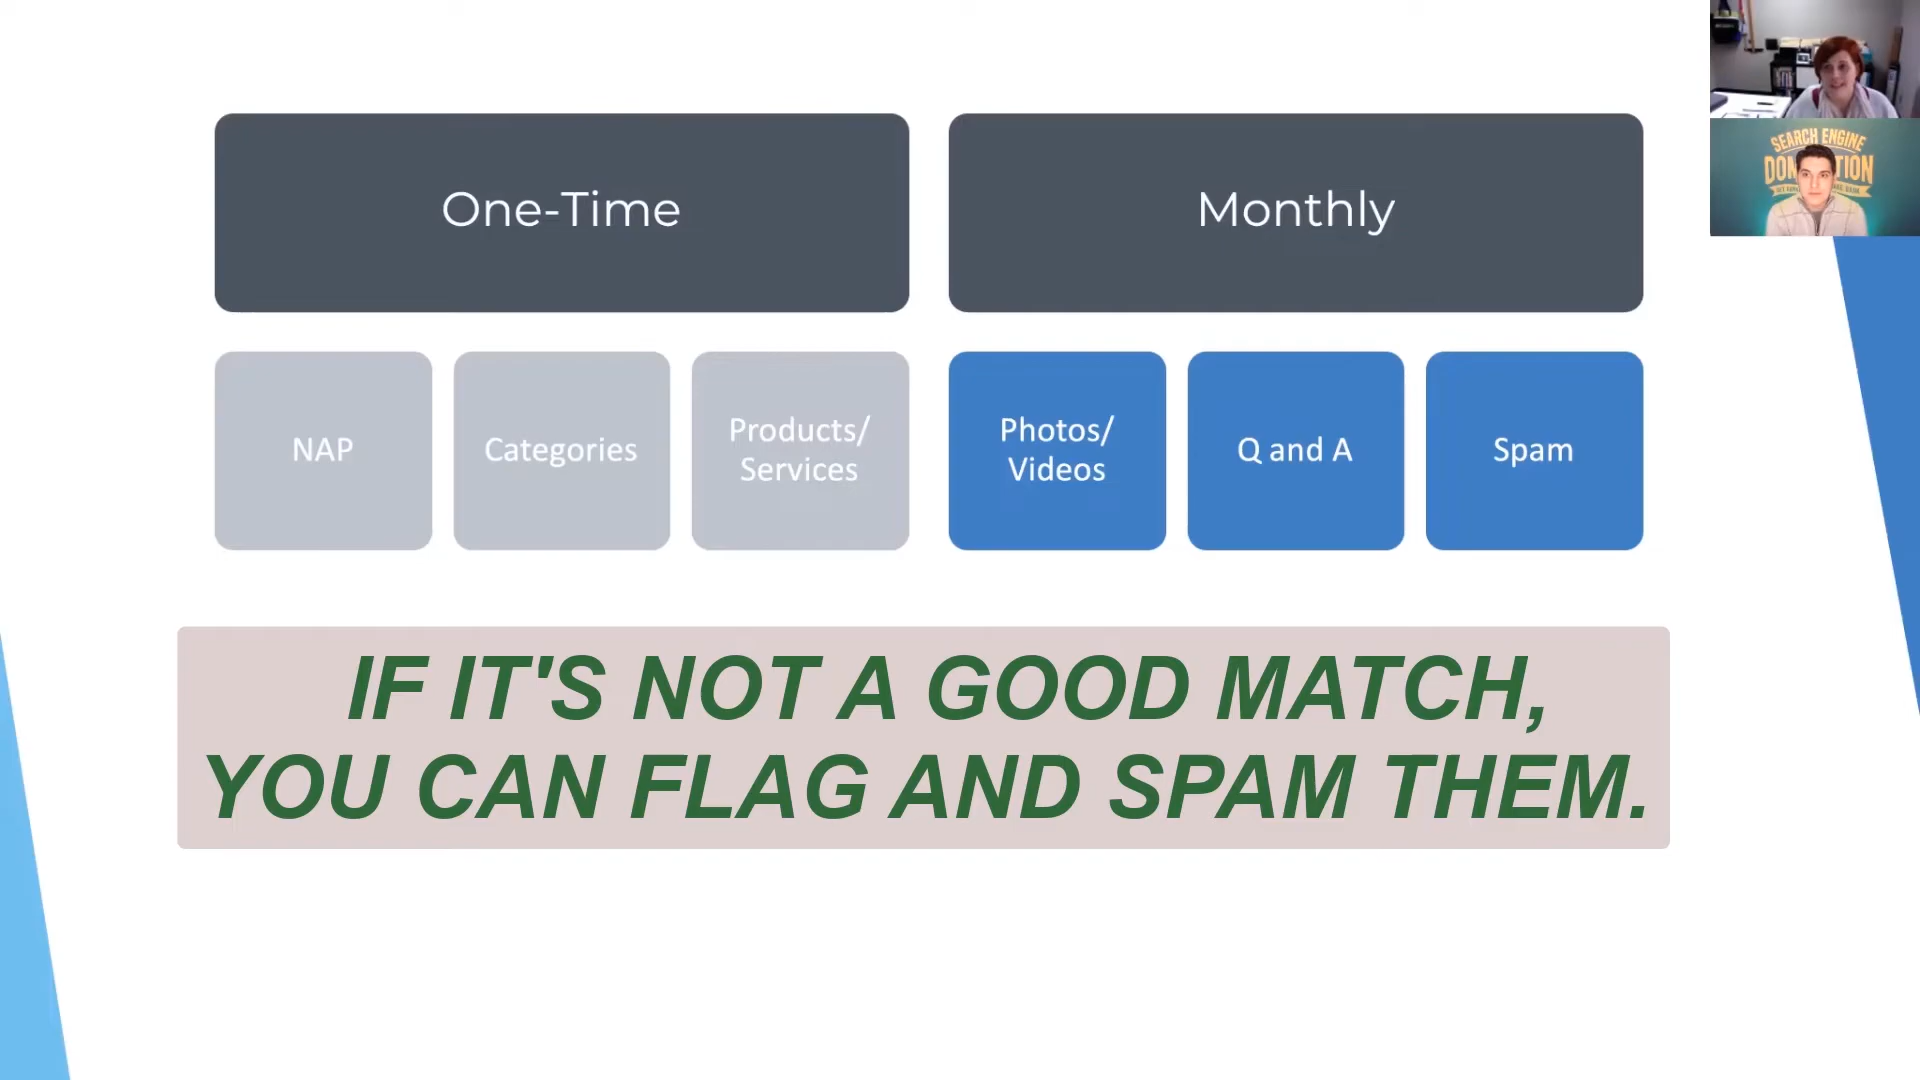 SEARCH ENGINE
One-Time
Monthly
NAP
Categories
Products/
Services
Photos/
Videos
Q and A
Spam
IF IT'S NOT A GOOD MATCH,
YOU CAN FLAG AND SPAM THEM.